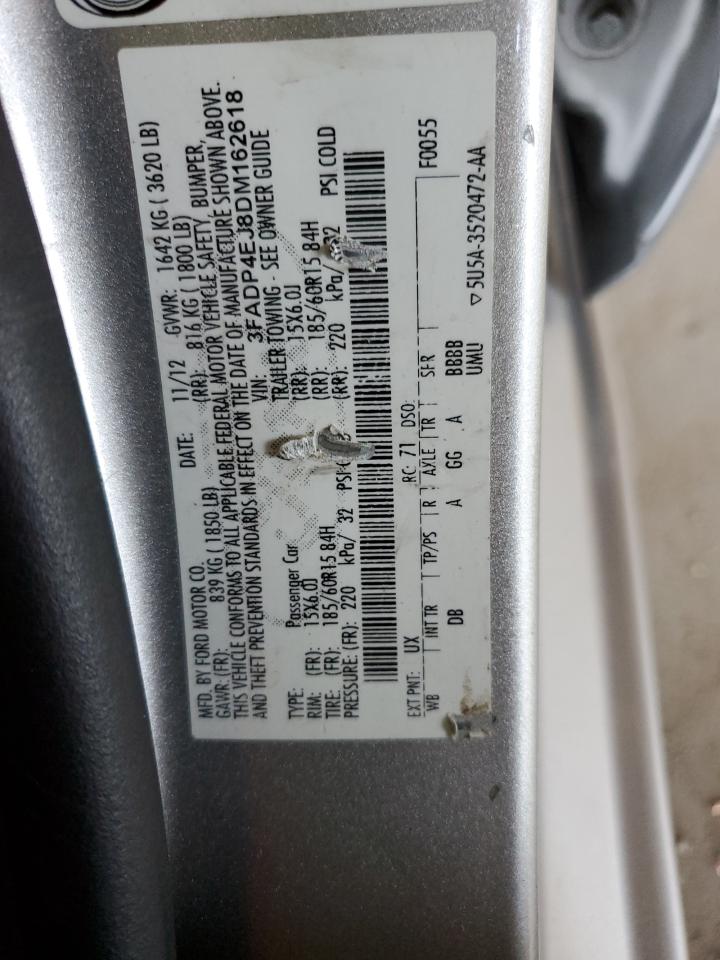 MFD. BY FORD MOTOR CO. DATE: 11/12 GVWR: 1642 KG ( 3620 LB)
GAWR: (FR): 839 KG ( 1850 LB) (RR): 816 KG ( 1800 LB)
THIS VEHICLE CONFORMS TO ALL APPLICABLE FEDERAL MOTOR VEHICLE SAFETY, BUMPER,
AND THEFT PREVENTION STANDARDS IN EFFECT ON THE DATE OF MANUFACTURE SHOWN ABOVE.
VIN: 3FADP4EJ8DM162618
TYPE: Passenger Car TRAILER TOWING - SEE OWNER GUIDE
RIM: (FR): 15X6.0J (RR): 15X6.0J
TIRE: (FR): 185/60R15 84H (RR): 185/60R15 84H
PRESSURE: (FR): 220 kPa/ 32 PSI (RR): 220 kPa/ 32 PSI COLD
EXT PNT: UX RC: 71 DSO: F0055
WB INT TR TP/PS R AXLE TR SPR
DB A GG A BBBB
UMU
▽5U5A-3520472-AA